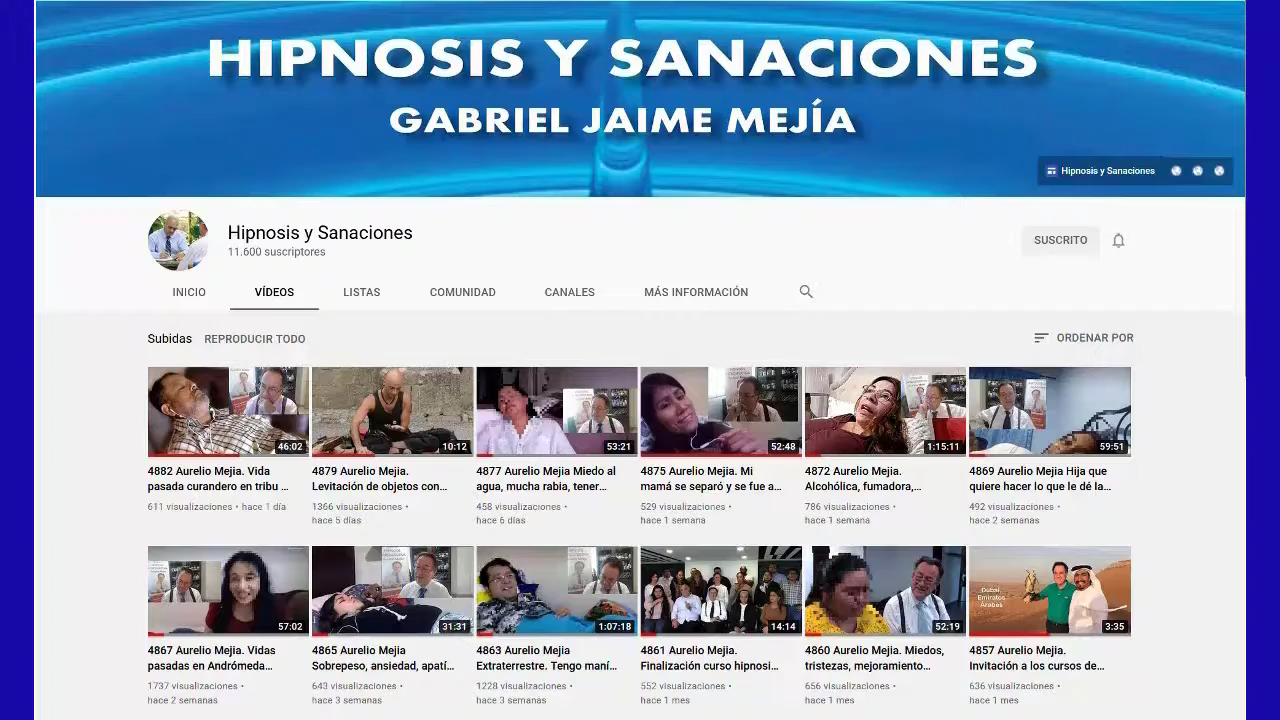 HIPNOSIS Y SANACIONES
GABRIEL JAIME MEJÍA
Hipnosis y Sanaciones
Hipnosis y Sanaciones
11.600 suscriptores
SUSCRITO
INICIO VÍDEOS LISTAS COMUNIDAD CANALES MÁS INFORMACIÓN
Subidas REPRODUCIR TODO ORDENAR POR
46:02
4882 Aurelio Mejia. Vida
pasada curandero en tribu ...
611 visualizaciones • hace 1 día
10:12
4879 Aurelio Mejia.
Levitación de objetos con...
1366 visualizaciones •
hace 5 días
53:21
4877 Aurelio Mejia Miedo al
agua, mucha rabia, tener...
458 visualizaciones •
hace 6 días
52:48
4875 Aurelio Mejia. Mi
mamá se separó y se fue a...
529 visualizaciones •
hace 1 semana
1:15:11
4872 Aurelio Mejia.
Alcohólica, fumadora,...
786 visualizaciones •
hace 1 semana
59:51
4869 Aurelio Mejia Hija que
quiere hacer lo que le dé la...
492 visualizaciones •
hace 2 semanas
57:02
4867 Aurelio Mejia. Vidas
pasadas en Andrómeda...
1737 visualizaciones •
hace 2 semanas
31:31
4865 Aurelio Mejia
Sobrepeso, ansiedad, apatí...
643 visualizaciones •
hace 3 semanas
1:07:18
4863 Aurelio Mejia
Extraterrestre. Tengo maní...
1228 visualizaciones •
hace 3 semanas
14:14
4861 Aurelio Mejia.
Finalización curso hipnosi...
552 visualizaciones •
hace 1 mes
52:19
4860 Aurelio Mejia. Miedos,
tristezas, mejoramiento...
656 visualizaciones •
hace 1 mes
Dubai,
Emiratos
Árabes
3:35
4857 Aurelio Mejia.
Invitación a los cursos de...
636 visualizaciones •
hace 1 mes